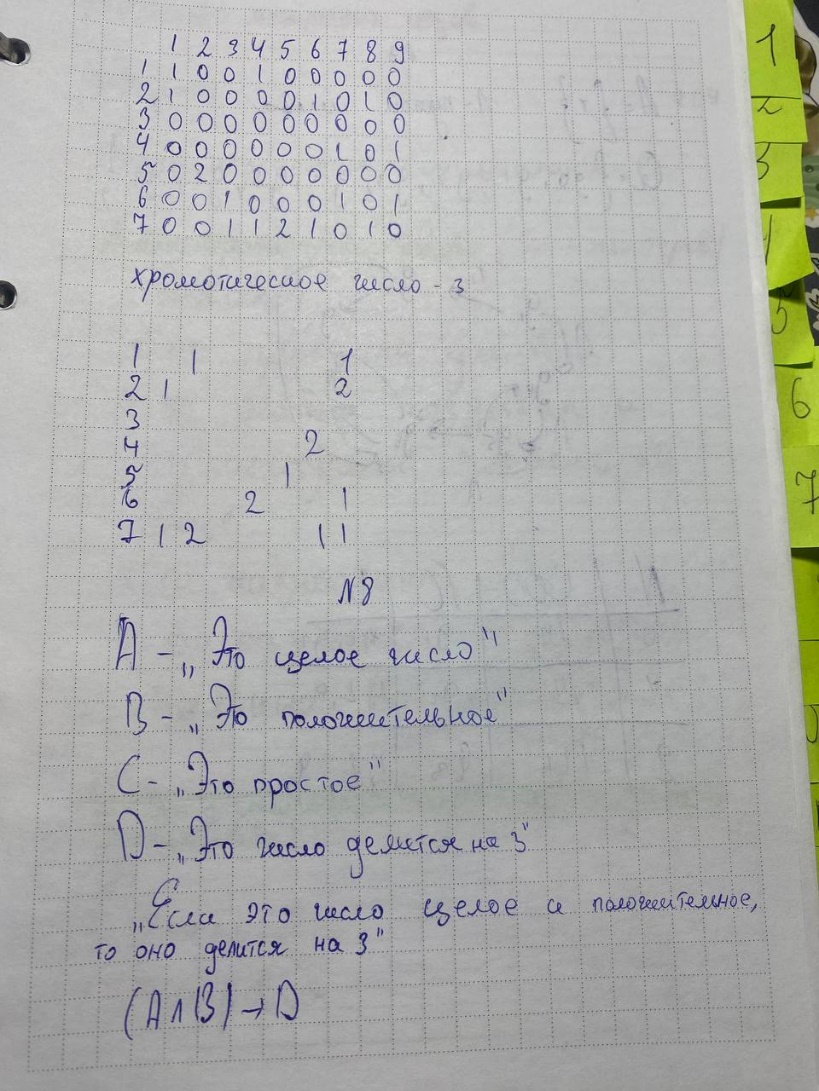 1 2 3 4 5 6 7 8 9
1 1 0 0 1 0 0 0 0 0
2 1 0 0 0 0 1 0 1 0
3 0 0 0 0 0 0 0 0 0
4 0 0 0 0 0 0 1 0 1
5 0 2 0 0 0 0 0 0 0
6 0 0 1 0 0 0 1 0 1
7 0 0 1 1 2 1 0 1 0
хромотическое число - 3
1 1 1
2 1 2
3
4 2
5 1
6 2 1
7 1 2 1 1
N8
A - „Это целое число"
B - „Это положительное"
C - „Это простое"
D - „Это число делится на 3"
„Если это число целое и положительное,
то оно делится на 3"
(A∧B)→D
1
2
3
6
7